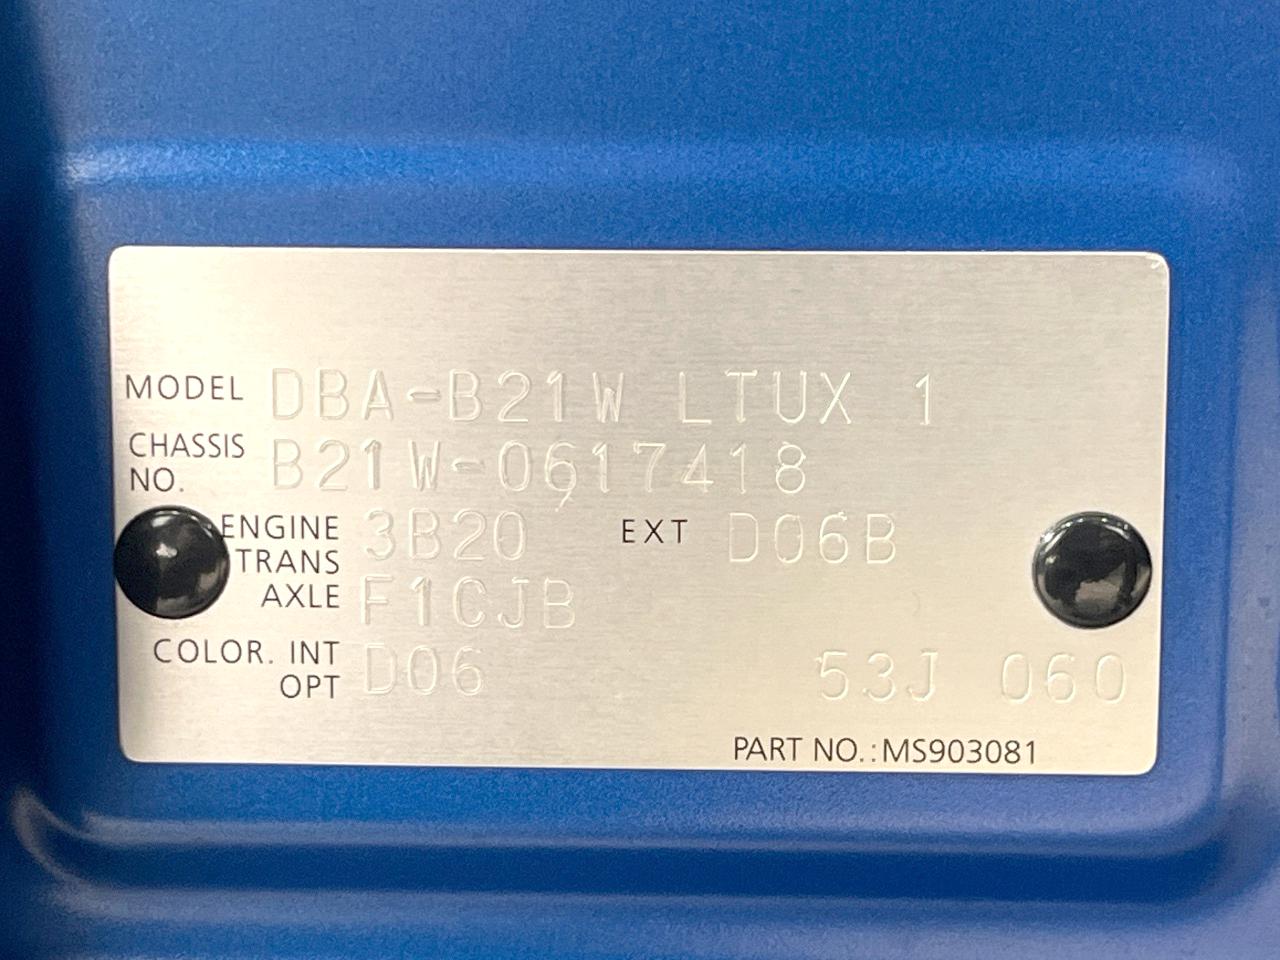 MODEL DBA-B21W LTUX 1
CHASSIS NO. B21W-0617418
ENGINE 3B20 EXT D06B
TRANS AXLE F1CJB
COLOR. INT OPT D06 53J 060
PART NO.:MS903081